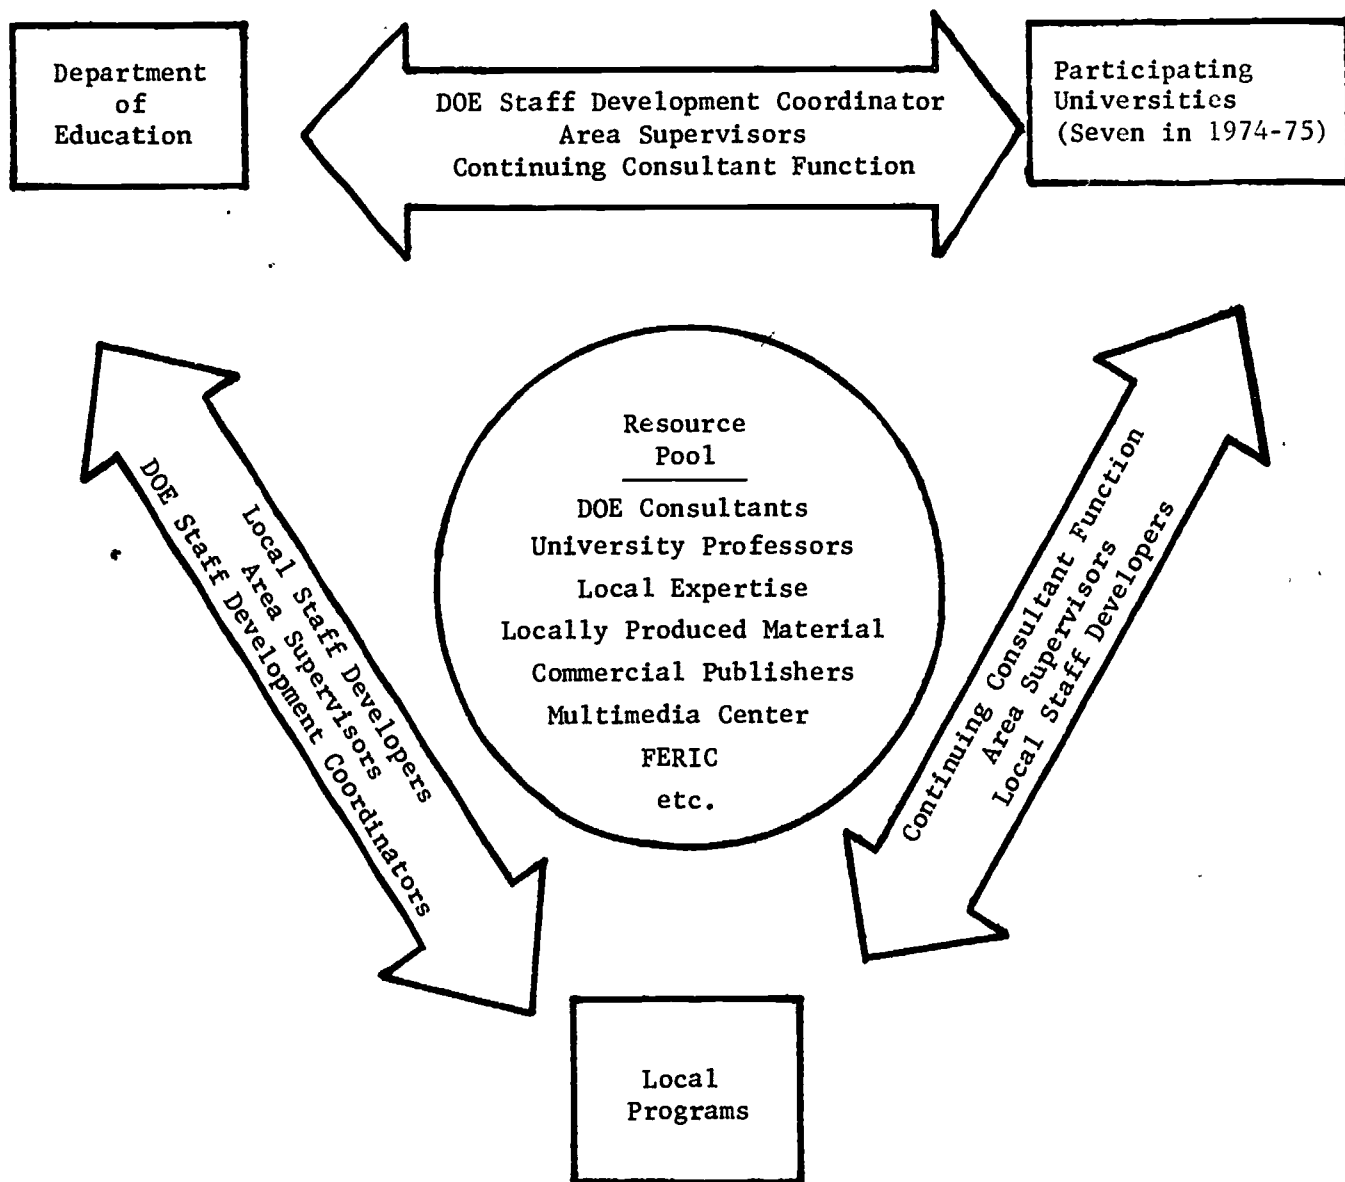 Department
of
Education
DOE Staff Development Coordinator
Area Supervisors
Continuing Consultant Function
Participating
Universities
(Seven in 1974-75)
Local Staff Developers
Area Supervisors
DOE Staff Development Coordinators
Resource
Pool
DOE Consultants
University Professors
Local Expertise
Locally Produced Material
Commercial Publishers
Multimedia Center
FERIC
etc.
Continuing Consultant Function
Area Supervisors
Local Staff Developers
Local
Programs